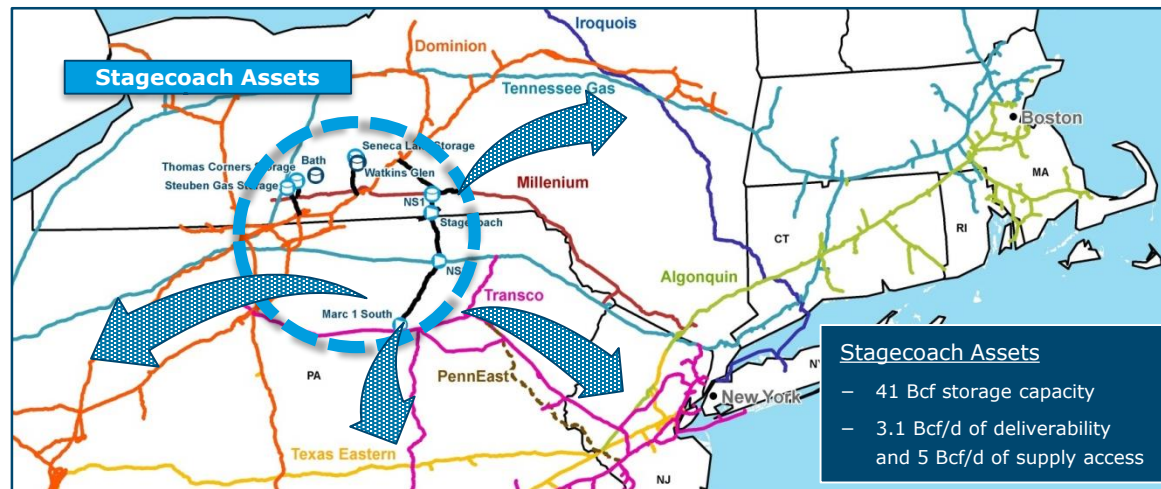 Iroquois
Dominion
Stagecoach Assets
Tennessee Gas
Boston
Seneca Lake Storage
Bath
Thomas Corners Storage
Watkins Glen
Steuben Gas Storage
Millenium
MA
NS1
Stagecoach
CT
RI
NS
Algonquin
Transco
Marc 1 South
PA
PennEast
New York
NY
Texas Eastern
NJ
Stagecoach Assets
– 41 Bcf storage capacity
– 3.1 Bcf/d of deliverability
and 5 Bcf/d of supply access